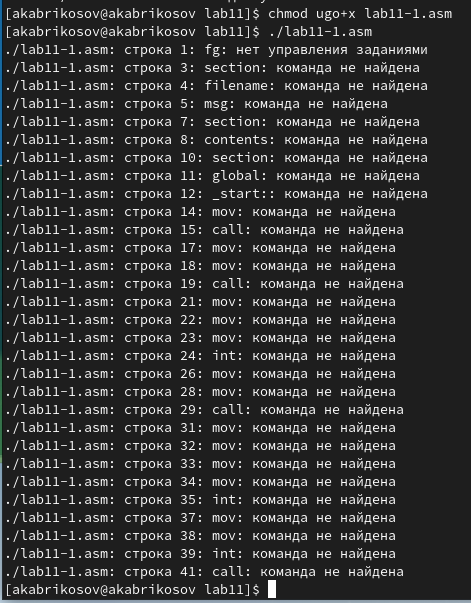 [akabrikosov@akabrikosov lab11]$ chmod ugo+x lab11-1.asm
[akabrikosov@akabrikosov lab11]$ ./lab11-1.asm
./lab11-1.asm: строка 1: fg: нет управления заданиями
./lab11-1.asm: строка 3: section: команда не найдена
./lab11-1.asm: строка 4: filename: команда не найдена
./lab11-1.asm: строка 5: msg: команда не найдена
./lab11-1.asm: строка 7: section: команда не найдена
./lab11-1.asm: строка 8: contents: команда не найдена
./lab11-1.asm: строка 10: section: команда не найдена
./lab11-1.asm: строка 11: global: команда не найдена
./lab11-1.asm: строка 12: _start:: команда не найдена
./lab11-1.asm: строка 14: mov: команда не найдена
./lab11-1.asm: строка 15: call: команда не найдена
./lab11-1.asm: строка 17: mov: команда не найдена
./lab11-1.asm: строка 18: mov: команда не найдена
./lab11-1.asm: строка 19: call: команда не найдена
./lab11-1.asm: строка 21: mov: команда не найдена
./lab11-1.asm: строка 22: mov: команда не найдена
./lab11-1.asm: строка 23: mov: команда не найдена
./lab11-1.asm: строка 24: int: команда не найдена
./lab11-1.asm: строка 26: mov: команда не найдена
./lab11-1.asm: строка 28: mov: команда не найдена
./lab11-1.asm: строка 29: call: команда не найдена
./lab11-1.asm: строка 31: mov: команда не найдена
./lab11-1.asm: строка 32: mov: команда не найдена
./lab11-1.asm: строка 33: mov: команда не найдена
./lab11-1.asm: строка 34: mov: команда не найдена
./lab11-1.asm: строка 35: int: команда не найдена
./lab11-1.asm: строка 37: mov: команда не найдена
./lab11-1.asm: строка 38: mov: команда не найдена
./lab11-1.asm: строка 39: int: команда не найдена
./lab11-1.asm: строка 41: call: команда не найдена
[akabrikosov@akabrikosov lab11]$